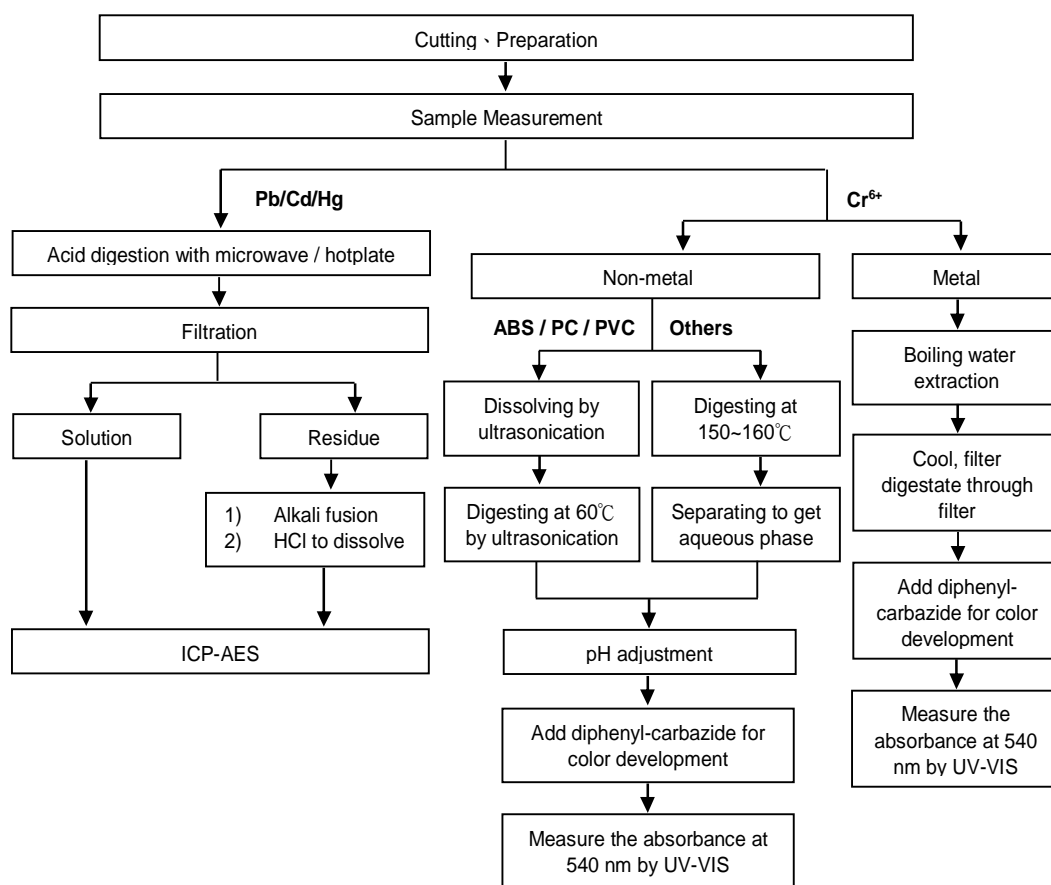 Cutting、Preparation
Sample Measurement
Pb/Cd/Hg
Cr⁶⁺
Acid digestion with microwave / hotplate
Filtration
Solution
Residue
1) Alkali fusion
2) HCl to dissolve
ICP-AES
Non-metal
ABS / PC / PVC
Others
Dissolving by
ultrasonication
Digesting at 60℃
by ultrasonication
Digesting at
150~160℃
Separating to get
aqueous phase
pH adjustment
Add diphenyl-carbazide for
color development
Measure the absorbance at
540 nm by UV-VIS
Metal
Boiling water
extraction
Cool, filter
digestate through
filter
Add diphenyl-
carbazide for color
development
Measure the
absorbance at 540
nm by UV-VIS